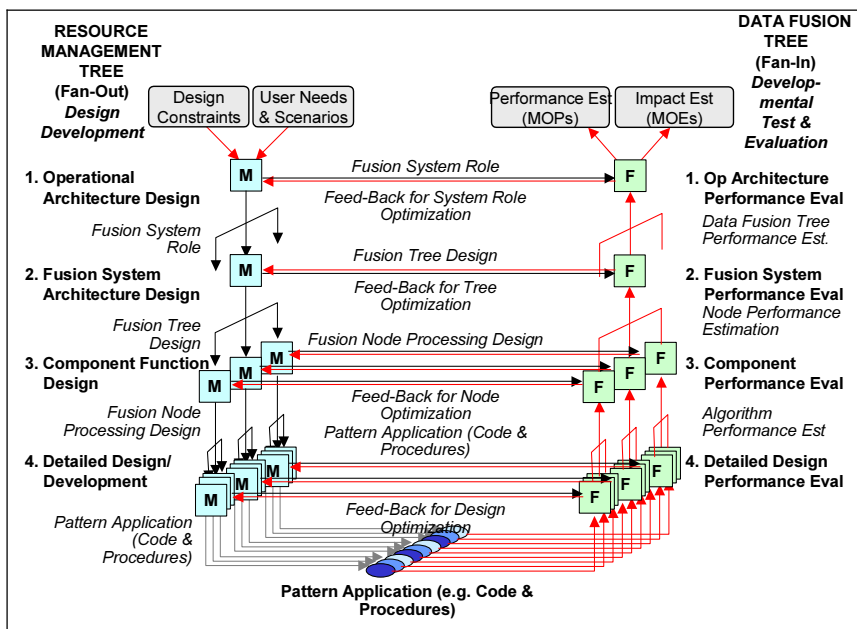 RESOURCE
MANAGEMENT
TREE
(Fan-Out)
Design
Development
DATA FUSION
TREE
(Fan-In)
Develop-
mental
Test &
Evaluation
Design
Constraints
User Needs
& Scenarios
Performance Est
(MOPs)
Impact Est
(MOEs)
1. Operational
Architecture Design
M
Fusion System Role
Feed-Back for System Role
Optimization
F
1. Op Architecture
Performance Eval
Fusion System
Role
Data Fusion Tree
Performance Est.
2. Fusion System
Architecture Design
M
Fusion Tree Design
Feed-Back for Tree
Optimization
F
2. Fusion System
Performance Eval
Node Performance
Estimation
Fusion Tree
Design
Fusion Node Processing Design
3. Component Function
Design
M
M
M
F
F
F
3. Component
Performance Eval
Feed-Back for Node
Optimization
Fusion Node
Processing Design
Pattern Application (Code &
Procedures)
Algorithm
Performance Est
4. Detailed Design/
Development
M
M
M
F
F
F
4. Detailed Design
Performance Eval
Feed-Back for Design
Optimization
Pattern Application
(Code &
Procedures)
Pattern Application (e.g. Code &
Procedures)